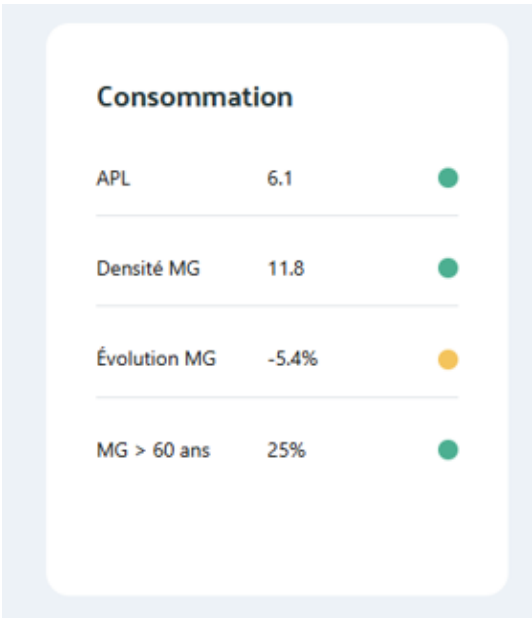 Consommation
APL 6.1
Densité MG 11.8
Évolution MG -5.4%
MG > 60 ans 25%